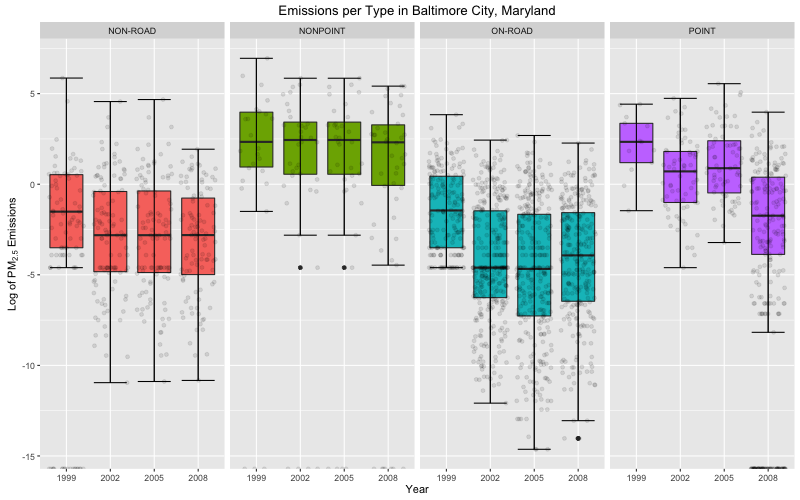 Emissions per Type in Baltimore City, Maryland
NON-ROAD NONPOINT ON-ROAD POINT
Log of PM2.5 Emissions
5
0
-5
-10
-15
1999 2002 2005 2008 1999 2002 2005 2008 1999 2002 2005 2008 1999 2002 2005 2008
Year